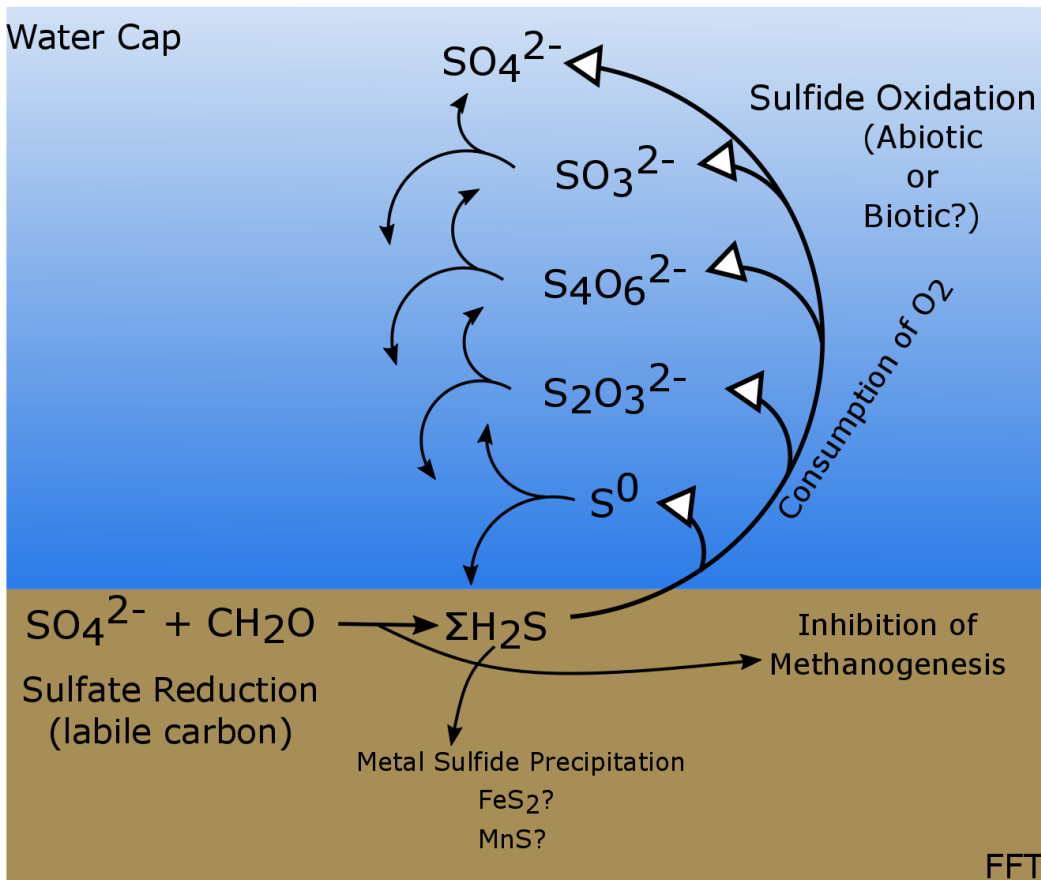 Water Cap
SO4^2-
Sulfide Oxidation
(Abiotic
or
Biotic?)
SO3^2-
S4O6^2-
Consumption of O2
S2O3^2-
S^0
SO4^2- + CH2O
ΣH2S
Inhibition of
Methanogenesis
Sulfate Reduction
(labile carbon)
Metal Sulfide Precipitation
FeS2?
MnS?
FFT